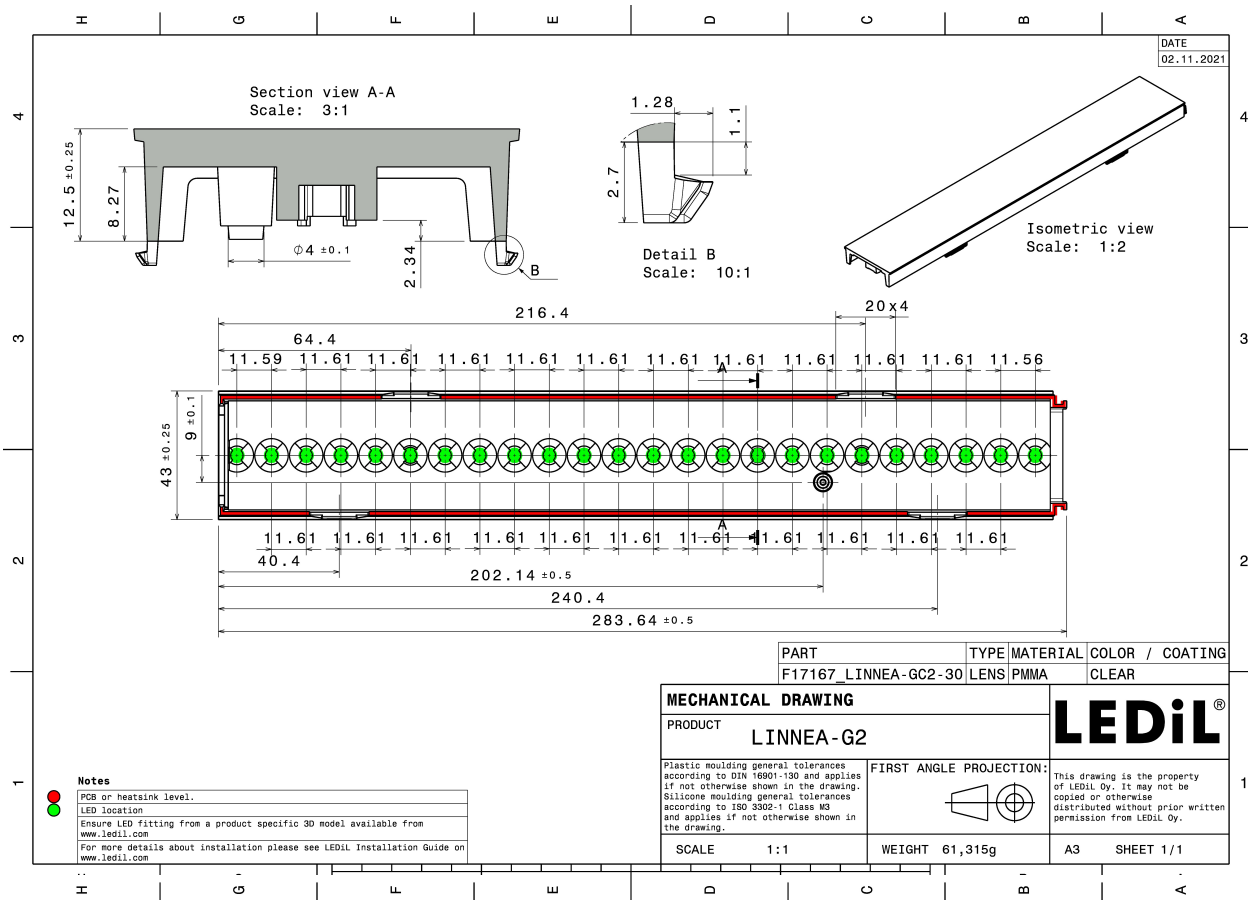 H G F E D C B A
DATE
02.11.2021
4 4
Section view A-A
Scale: 3:1
12.5 ±0.25
8.27
∅4 ±0.1
2.34
B
1.28
1.1
2.7
Detail B
Scale: 10:1
Isometric view
Scale: 1:2
3 3
216.4
20x4
64.4
11.59 11.61 11.61 11.61 11.61 11.61 11.61 11.61 11.61 11.61 11.61 11.56
A
43 ±0.25
9 ±0.1
A
11.61 11.61 11.61 11.61 11.61 11.61 11.61 11.61 11.61 11.61 11.61
2 2
40.4
202.14 ±0.5
240.4
283.64 ±0.5
PART TYPE MATERIAL COLOR / COATING
F17167_LINNEA-GC2-30 LENS PMMA CLEAR
MECHANICAL DRAWING
PRODUCT
LINNEA-G2
LEDiL®
Plastic moulding general tolerances
according to DIN 16901-130 and applies
if not otherwise shown in the drawing.
Silicone moulding general tolerances
according to ISO 3302-1 Class M3
and applies if not otherwise shown in
the drawing.
FIRST ANGLE PROJECTION:
This drawing is the property
of LEDiL Oy. It may not be
copied or otherwise
distributed without prior written
permission from LEDiL Oy.
SCALE 1:1
WEIGHT 61,315g
A3 SHEET 1/1
1 1
Notes
PCB or heatsink level.
LED location
Ensure LED fitting from a product specific 3D model available from
www.ledil.com
For more details about installation please see LEDiL Installation Guide on
www.ledil.com
H G F E D C B A